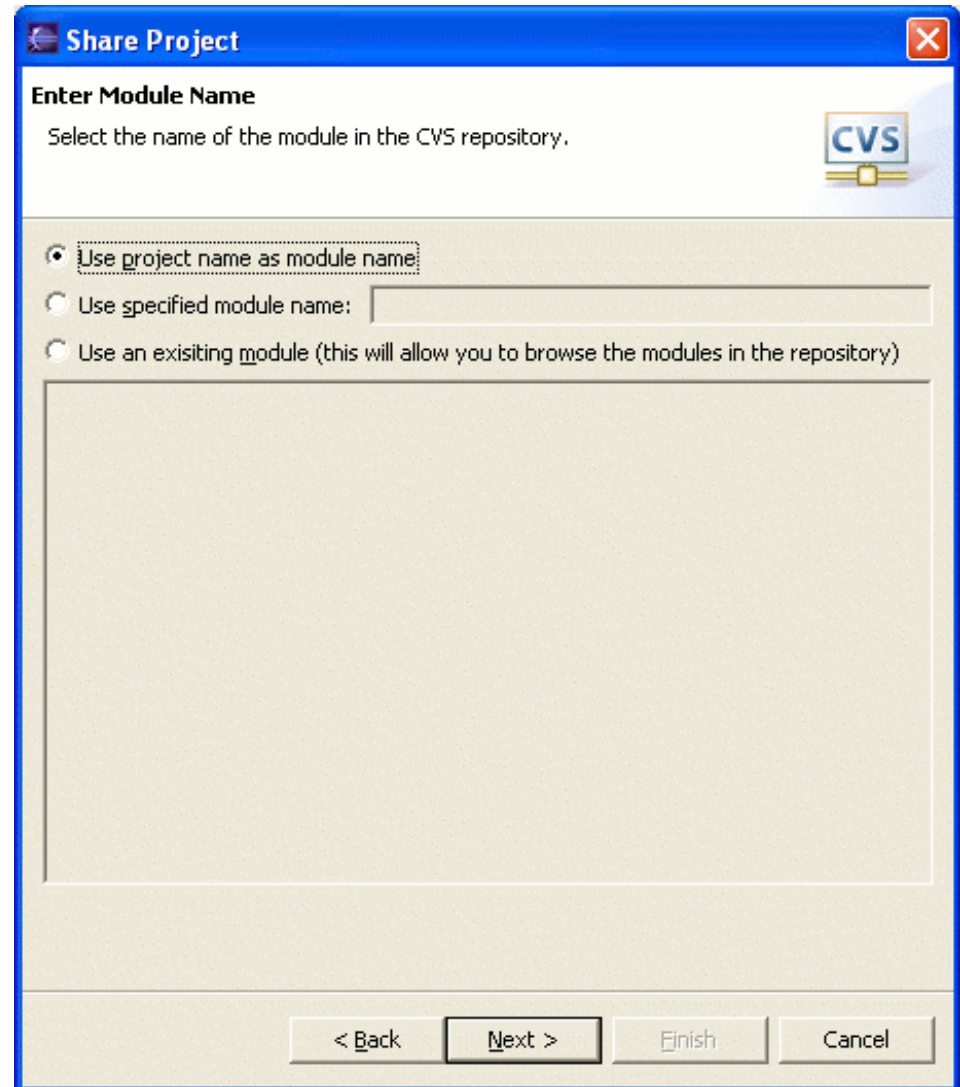 Share Project
Enter Module Name
Select the name of the module in the CVS repository.
CVS
Use project name as module name
Use specified module name:
Use an exisiting module (this will allow you to browse the modules in the repository)
< Back Next > Finish Cancel